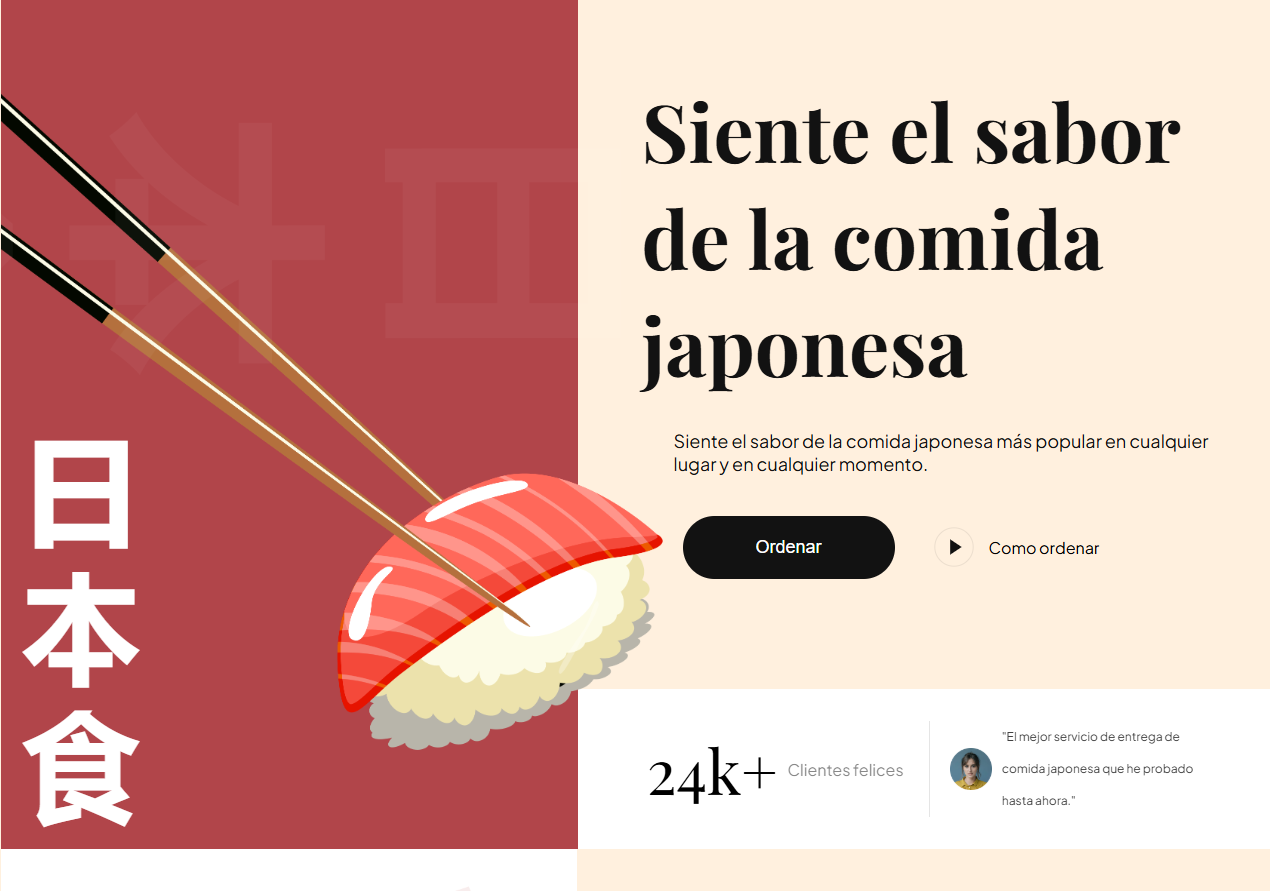 日本食
Siente el sabor
de la comida
japonesa
Siente el sabor de la comida japonesa más popular en cualquier
lugar y en cualquier momento.
Ordenar
Como ordenar
24k+ Clientes felices
"El mejor servicio de entrega de
comida japonesa que he probado
hasta ahora."